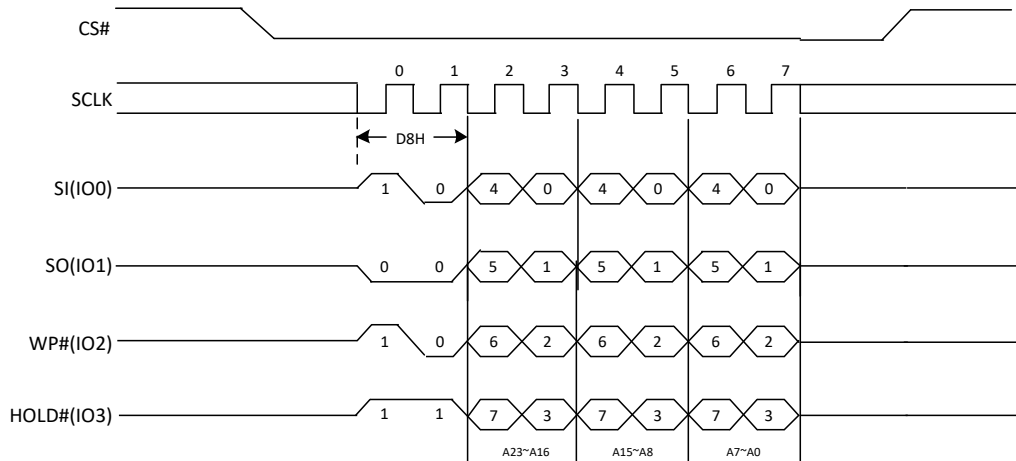 CS#
0 1 2 3 4 5 6 7
SCLK
D8H
SI(IO0) 1 0 4 0 4 0 4 0
SO(IO1) 0 0 5 1 5 1 5 1
WP#(IO2) 1 0 6 2 6 2 6 2
HOLD#(IO3) 1 1 7 3 7 3 7 3
A23~A16 A15~A8 A7~A0